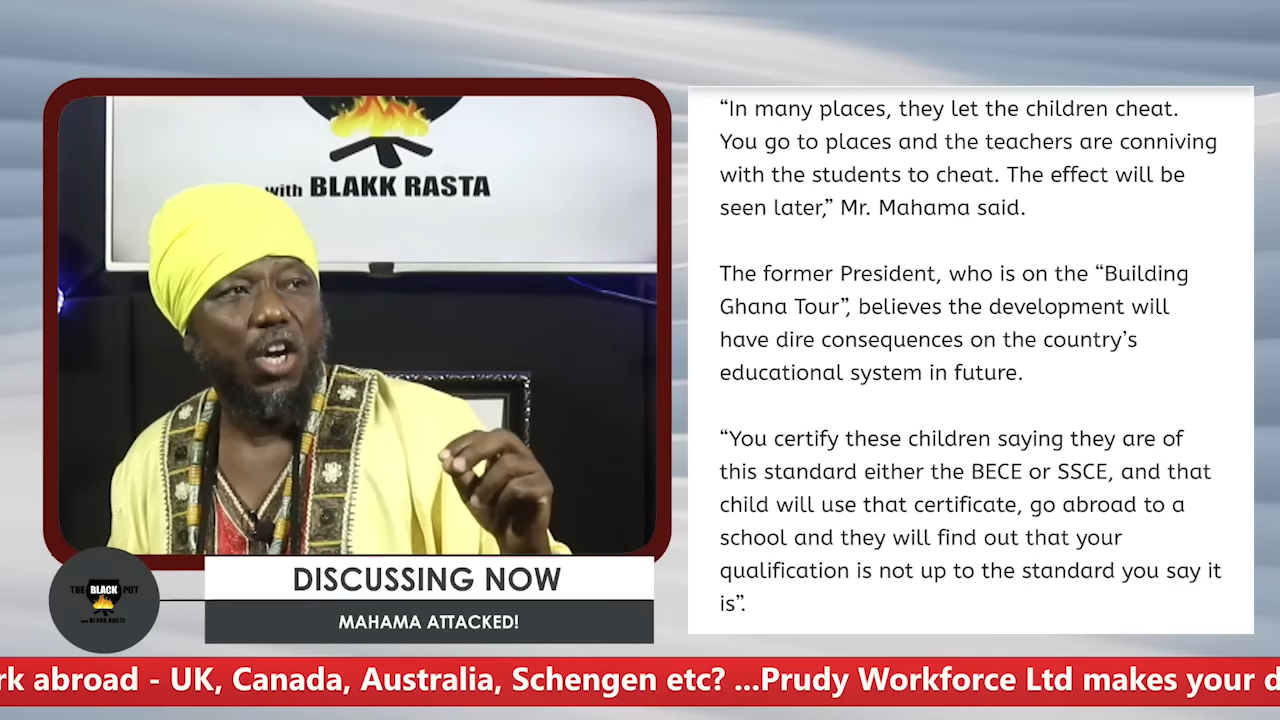 with BLAKK RASTA
“In many places, they let the children cheat.
You go to places and the teachers are conniving
with the students to cheat. The effect will be
seen later,” Mr. Mahama said.
The former President, who is on the “Building
Ghana Tour”, believes the development will
have dire consequences on the country’s
educational system in future.
“You certify these children saying they are of
this standard either the BECE or SSCE, and that
child will use that certificate, go abroad to a
school and they will find out that your
qualification is not up to the standard you say it
is”.
THE BLACK POT
with BLAKK RASTA
DISCUSSING NOW
MAHAMA ATTACKED!
rk abroad - UK, Canada, Australia, Schengen etc? ...Prudy Workforce Ltd makes your d